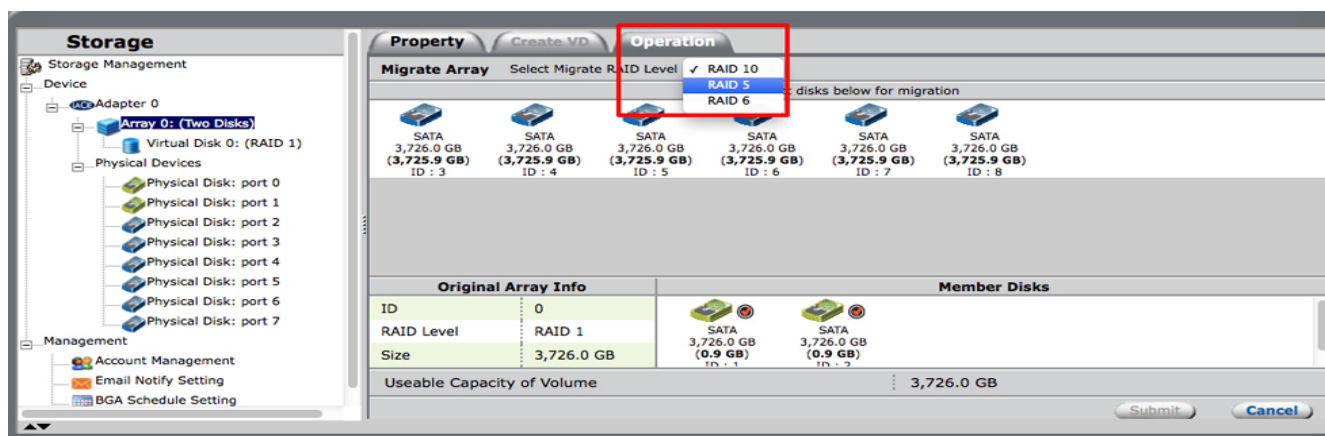 Storage
Storage Management
Device
Adapter 0
Array 0: (Two Disks)
Virtual Disk 0: (RAID 1)
Physical Devices
Physical Disk: port 0
Physical Disk: port 1
Physical Disk: port 2
Physical Disk: port 3
Physical Disk: port 4
Physical Disk: port 5
Physical Disk: port 6
Physical Disk: port 7
Management
Account Management
Email Notify Setting
BGA Schedule Setting
Property Create VD Operation
Migrate Array Select Migrate RAID Level ✓ RAID 10
RAID 5
RAID 6
disks below for migration
SATA SATA SATA SATA SATA SATA
3,726.0 GB 3,726.0 GB 3,726.0 GB 3,726.0 GB 3,726.0 GB 3,726.0 GB
(3,725.9 GB) (3,725.9 GB) (3,725.9 GB) (3,725.9 GB) (3,725.9 GB) (3,725.9 GB)
ID : 3 ID : 4 ID : 5 ID : 6 ID : 7 ID : 8
Original Array Info Member Disks
ID 0
RAID Level RAID 1
Size 3,726.0 GB
SATA SATA
3,726.0 GB 3,726.0 GB
(0.9 GB) (0.9 GB)
ID : 1 ID : 2
Useable Capacity of Volume 3,726.0 GB
Submit Cancel